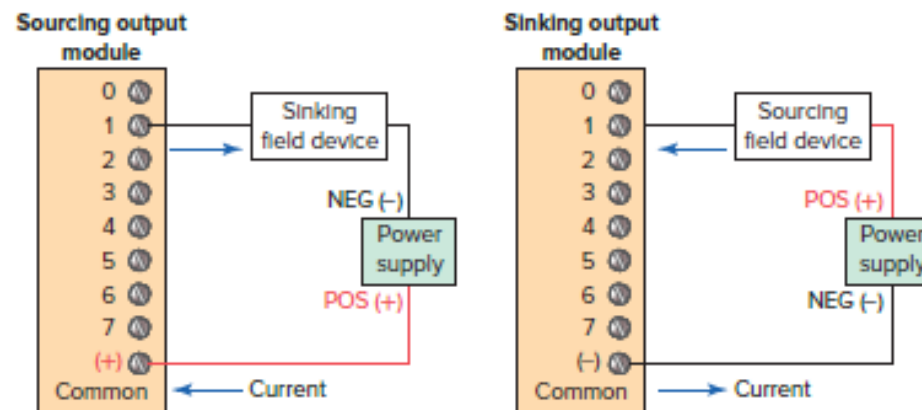 Sourcing output
module
0
1
2
3
4
5
6
7
(+)
Common
Sinking
field device
NEG (–)
Power
supply
POS (+)
Current
Sinking output
module
0
1
2
3
4
5
6
7
(–)
Common
Sourcing
field device
POS (+)
Power
supply
NEG (–)
Current